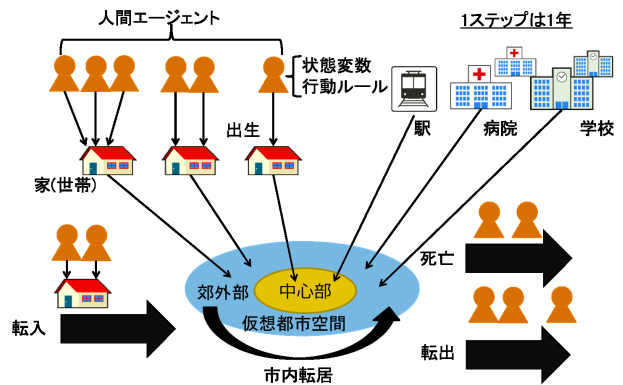 人間エージェント
1ステップは1年
状態変数
行動ルール
出生
駅
病院
学校
家(世帯)
死亡
郊外部
中心部
転入
仮想都市空間
転出
市内転居